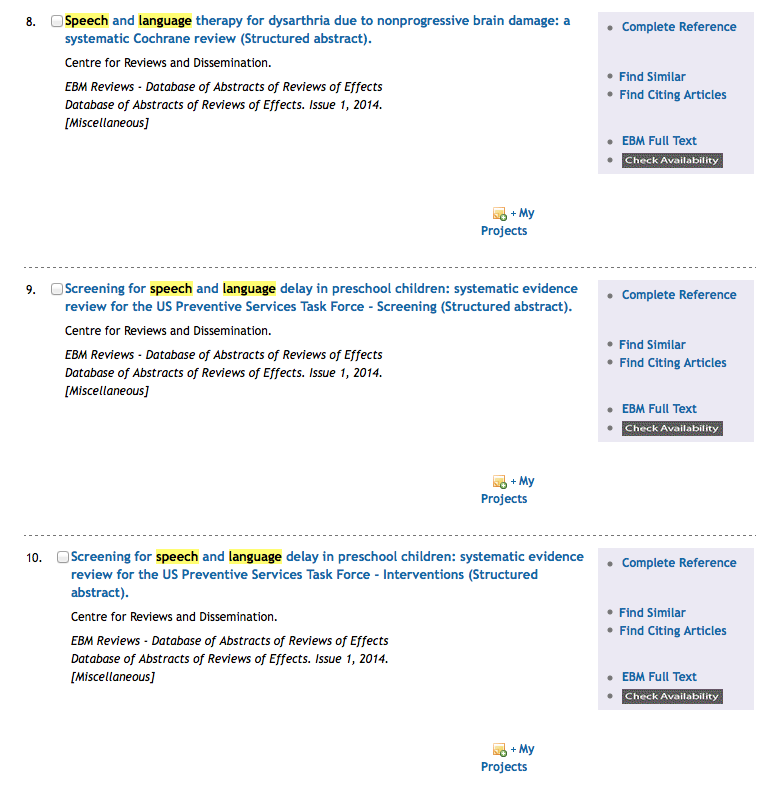 8. Speech and language therapy for dysarthria due to nonprogressive brain damage: a
systematic Cochrane review (Structured abstract).
Centre for Reviews and Dissemination.
EBM Reviews - Database of Abstracts of Reviews of Effects
Database of Abstracts of Reviews of Effects. Issue 1, 2014.
[Miscellaneous]
Complete Reference
Find Similar
Find Citing Articles
EBM Full Text
Check Availability
+ My
Projects
9. Screening for speech and language delay in preschool children: systematic evidence
review for the US Preventive Services Task Force - Screening (Structured abstract).
Centre for Reviews and Dissemination.
EBM Reviews - Database of Abstracts of Reviews of Effects
Database of Abstracts of Reviews of Effects. Issue 1, 2014.
[Miscellaneous]
Complete Reference
Find Similar
Find Citing Articles
EBM Full Text
Check Availability
+ My
Projects
10. Screening for speech and language delay in preschool children: systematic evidence
review for the US Preventive Services Task Force - Interventions (Structured
abstract).
Centre for Reviews and Dissemination.
EBM Reviews - Database of Abstracts of Reviews of Effects
Database of Abstracts of Reviews of Effects. Issue 1, 2014.
[Miscellaneous]
Complete Reference
Find Similar
Find Citing Articles
EBM Full Text
Check Availability
+ My
Projects